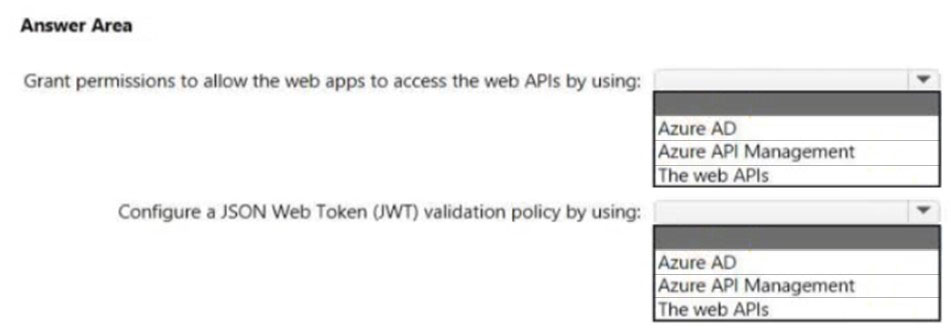 Answer Area
Grant permissions to allow the web apps to access the web APIs by using:
Azure AD
Azure API Management
The web APIs
Configure a JSON Web Token (JWT) validation policy by using:
Azure AD
Azure API Management
The web APIs